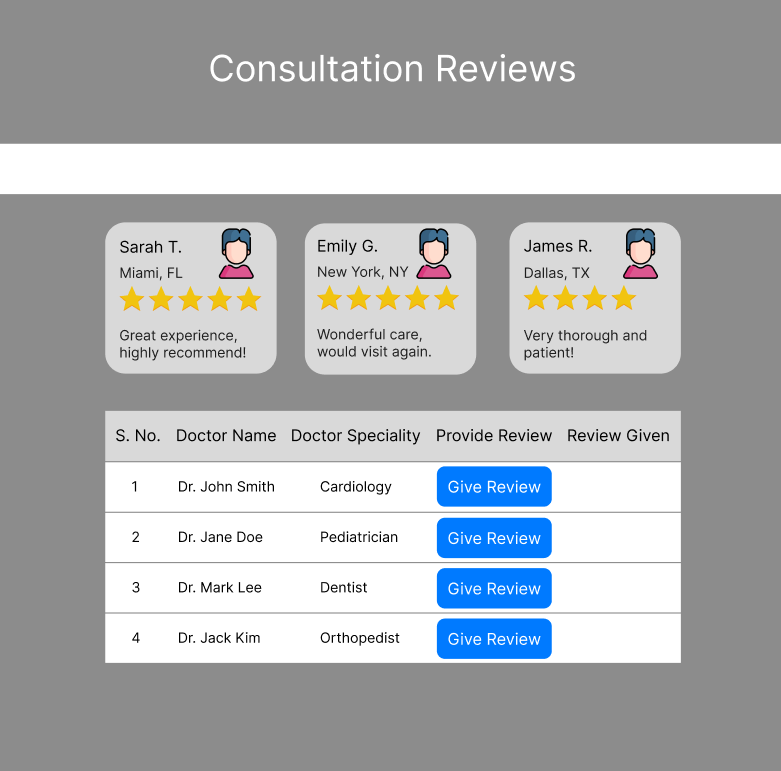 Consultation Reviews
Sarah T.
Miami, FL
Great experience,
highly recommend!
Emily G.
New York, NY
Wonderful care,
would visit again.
James R.
Dallas, TX
Very thorough and
patient!
S. No. Doctor Name Doctor Speciality Provide Review Review Given
1 Dr. John Smith Cardiology Give Review
2 Dr. Jane Doe Pediatrician Give Review
3 Dr. Mark Lee Dentist Give Review
4 Dr. Jack Kim Orthopedist Give Review